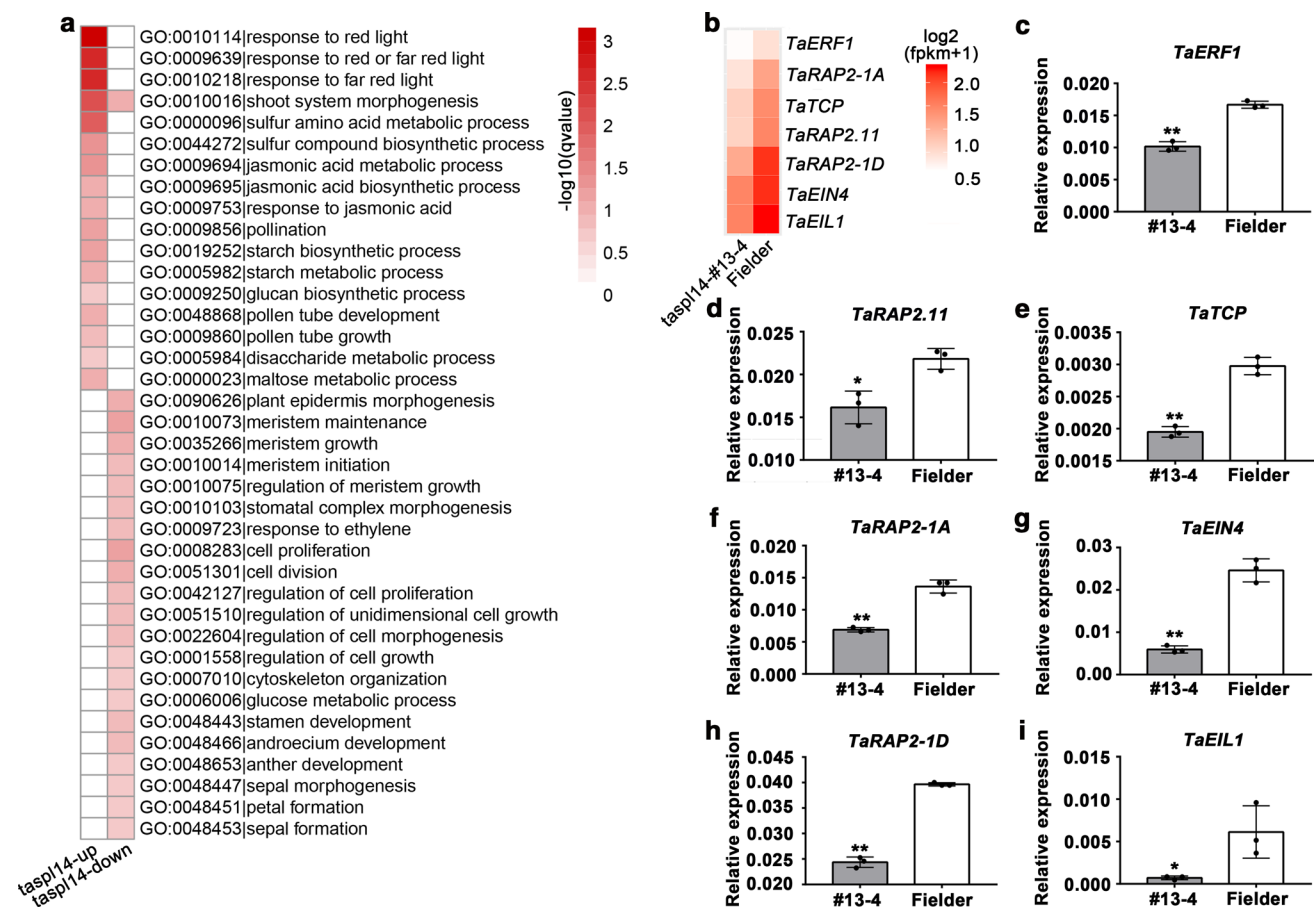 a
GO:0010114|response to red light
GO:0009639|response to red or far red light
GO:0010218|response to far red light
GO:0010016|shoot system morphogenesis
GO:0000096|sulfur amino acid metabolic process
GO:0044272|sulfur compound biosynthetic process
GO:0009694|jasmonic acid metabolic process
GO:0009695|jasmonic acid biosynthetic process
GO:0009753|response to jasmonic acid
GO:0009856|pollination
GO:0019252|starch biosynthetic process
GO:0005982|starch metabolic process
GO:0009250|glucan biosynthetic process
GO:0048868|pollen tube development
GO:0009860|pollen tube growth
GO:0005984|disaccharide metabolic process
GO:0000023|maltose metabolic process
GO:0090626|plant epidermis morphogenesis
GO:0010073|meristem maintenance
GO:0035266|meristem growth
GO:0010014|meristem initiation
GO:0010075|regulation of meristem growth
GO:0010103|stomatal complex morphogenesis
GO:0009723|response to ethylene
GO:0008283|cell proliferation
GO:0051301|cell division
GO:0042127|regulation of cell proliferation
GO:0051510|regulation of unidimensional cell growth
GO:0022604|regulation of cell morphogenesis
GO:0001558|regulation of cell growth
GO:0007010|cytoskeleton organization
GO:0006006|glucose metabolic process
GO:0048443|stamen development
GO:0048466|androecium development
GO:0048653|anther development
GO:0048447|sepal morphogenesis
GO:0048451|petal formation
GO:0048453|sepal formation
taspl14-up
taspl14-down
-log10(qvalue)
3
2.5
2
1.5
1
0.5
0
b
TaERF1
TaRAP2-1A
TaTCP
TaRAP2.11
TaRAP2-1D
TaEIN4
TaEIL1
taspl14-#13-4
Fielder
log2
(fpkm+1)
2.0
1.5
1.0
0.5
c
TaERF1
Relative expression
0.020
0.015
0.010
0.005
0.000
**
#13-4
Fielder
d
TaRAP2.11
Relative expression
0.025
0.020
0.015
0.010
*
#13-4
Fielder
e
TaTCP
Relative expression
0.0035
0.0030
0.0025
0.0020
0.0015
**
#13-4
Fielder
f
TaRAP2-1A
Relative expression
0.020
0.015
0.010
0.005
0.000
**
#13-4
Fielder
g
TaEIN4
Relative expression
0.03
0.02
0.01
0.00
**
#13-4
Fielder
h
TaRAP2-1D
Relative expression
0.045
0.040
0.035
0.030
0.025
0.020
**
#13-4
Fielder
i
TaEIL1
Relative expression
0.015
0.010
0.005
0.000
*
#13-4
Fielder